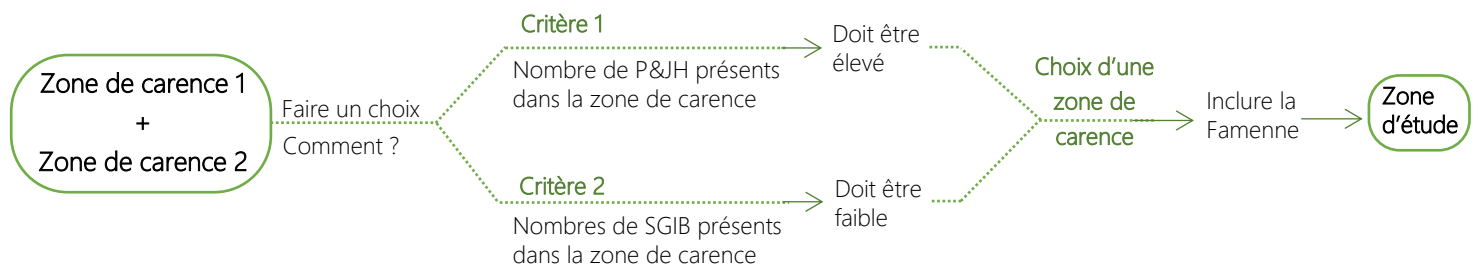 Zone de carence 1
+
Zone de carence 2
Faire un choix
Comment ?
Critère 1
Nombre de P&JH présents
dans la zone de carence
Doit être
élevé
Critère 2
Nombres de SGIB présents
dans la zone de carence
Doit être
faible
Choix d’une
zone de
carence
Inclure la
Famenne
Zone
d’étude